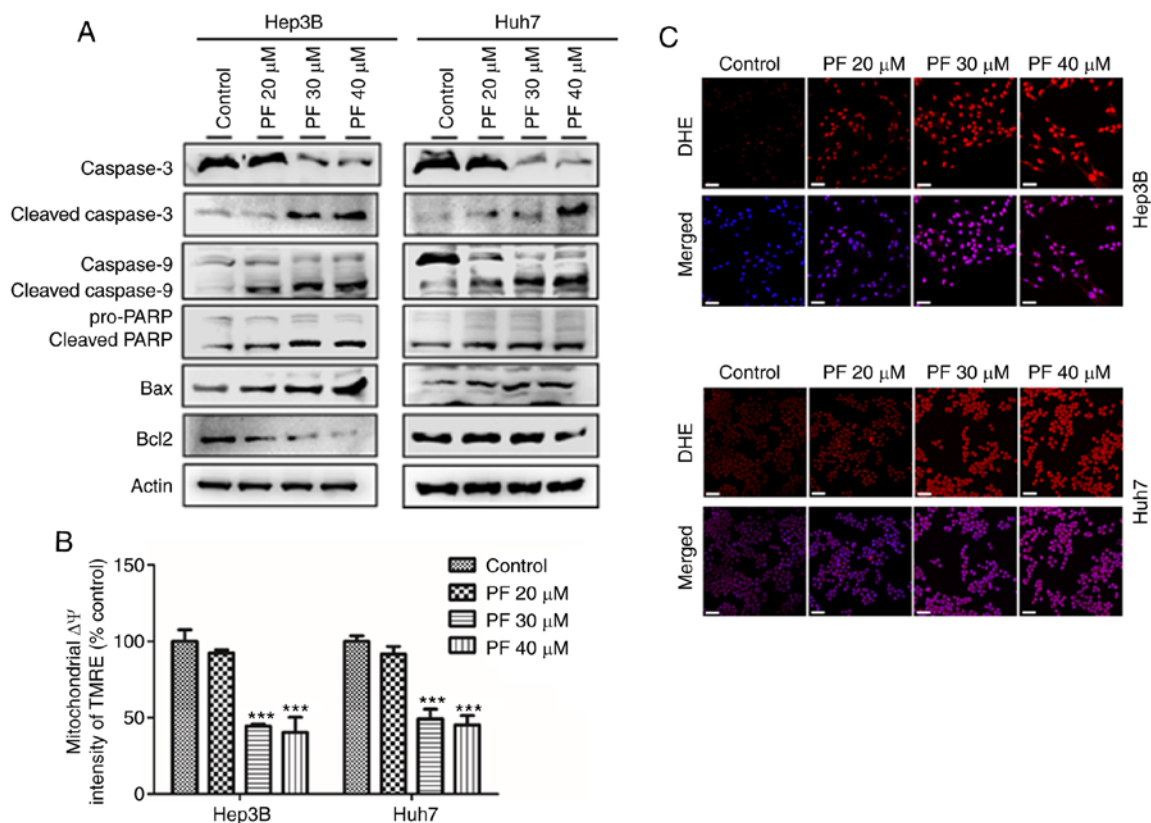 A
Hep3B
Huh7
Control
PF 20 μM
PF 30 μM
PF 40 μM
Control
PF 20 μM
PF 30 μM
PF 40 μM
Caspase-3
Cleaved caspase-3
Caspase-9
Cleaved caspase-9
pro-PARP
Cleaved PARP
Bax
Bcl2
Actin
B
Mitochondrial ΔΨ
intensity of TMRE (% control)
150
100
50
0
Control
PF 20 μM
PF 30 μM
PF 40 μM
*** ***
*** ***
Hep3B
Huh7
C
Control PF 20 μM PF 30 μM PF 40 μM
DHE
Merged
Hep3B
Control PF 20 μM PF 30 μM PF 40 μM
DHE
Merged
Huh7